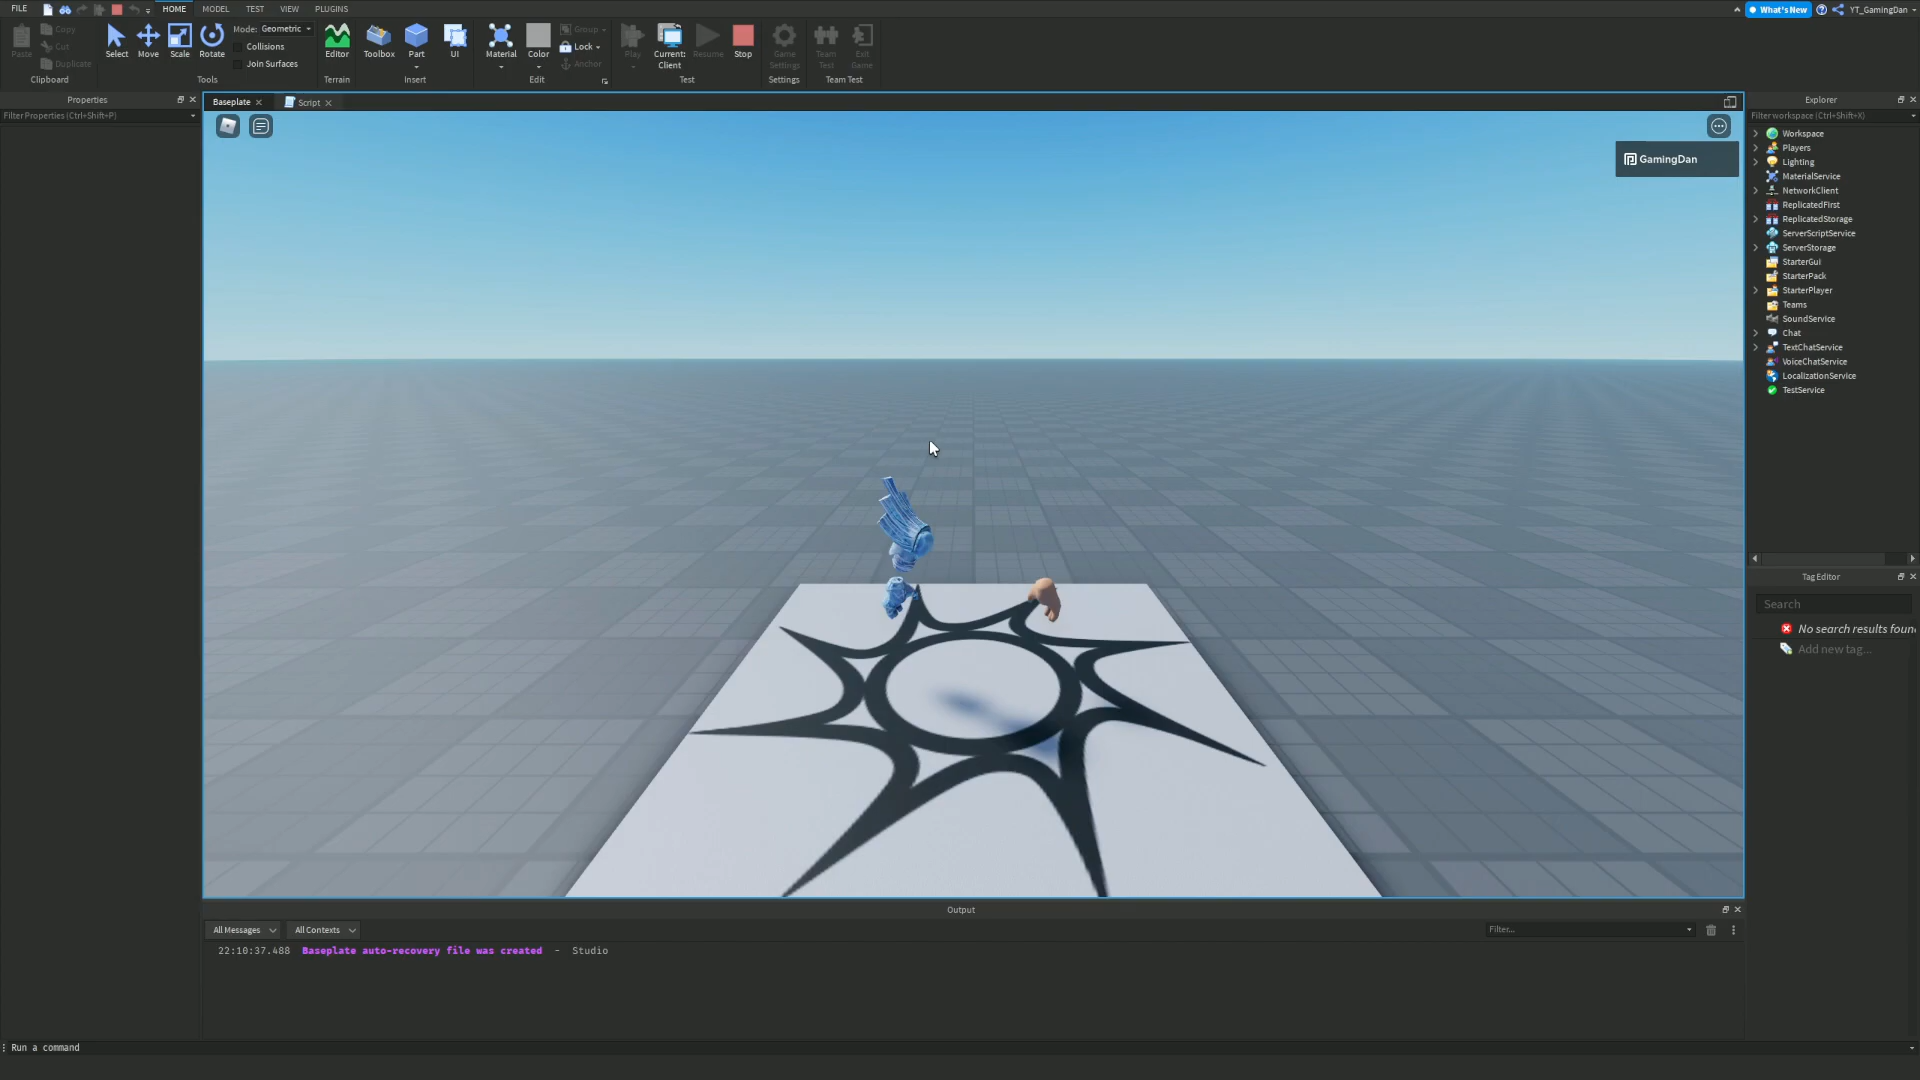 FILE HOME MODEL TEST VIEW PLUGINS What's New YT_GamingDan
Paste Copy Cut Duplicate Clipboard
Select Move Scale Rotate Mode: Geometric Collisions Join Surfaces Tools
Editor Terrain
Toolbox Part UI Insert
Material Color Group Lock Anchor Edit
Play Current: Client Resume Stop Test
Game Settings Settings
Team Test Exit Game Team Test
Properties
Filter Properties (Ctrl+Shift+P)
Baseplate Script
GamingDan
Explorer
Filter workspace (Ctrl+Shift+X)
Workspace
Players
Lighting
MaterialService
NetworkClient
ReplicatedFirst
ReplicatedStorage
ServerScriptService
ServerStorage
StarterGui
StarterPack
StarterPlayer
Teams
SoundService
Chat
TextChatService
VoiceChatService
LocalizationService
TestService
Tag Editor
Search
No search results foun
Add new tag...
Output
All Messages All Contexts Filter...
22:10:37.488 Baseplate auto-recovery file was created - Studio
Run a command